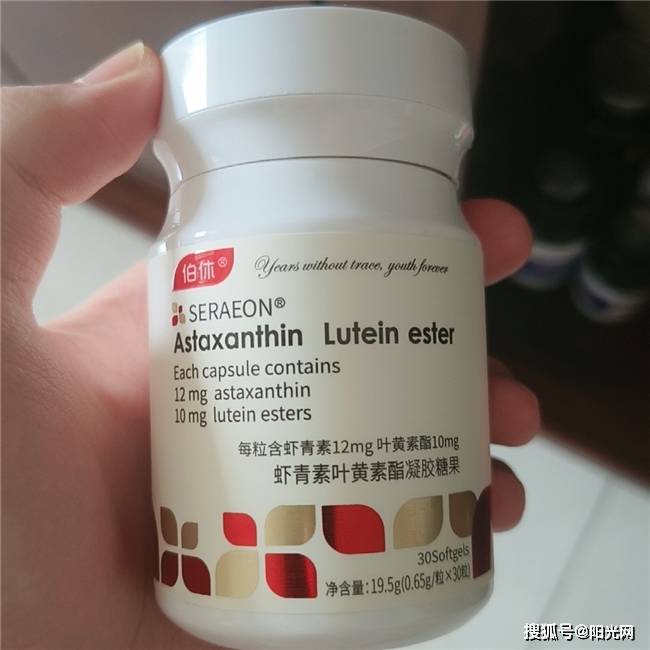 伯休®
Years without trace, youth forever
SERAEON®
Astaxanthin Lutein ester
Each capsule contains
12 mg astaxanthin
10 mg lutein esters
每粒含虾青素12mg 叶黄素酯10mg
虾青素叶黄素酯凝胶糖果
30Softgels
净含量：19.5g(0.65g/粒×30粒)
搜狐号@阳光网